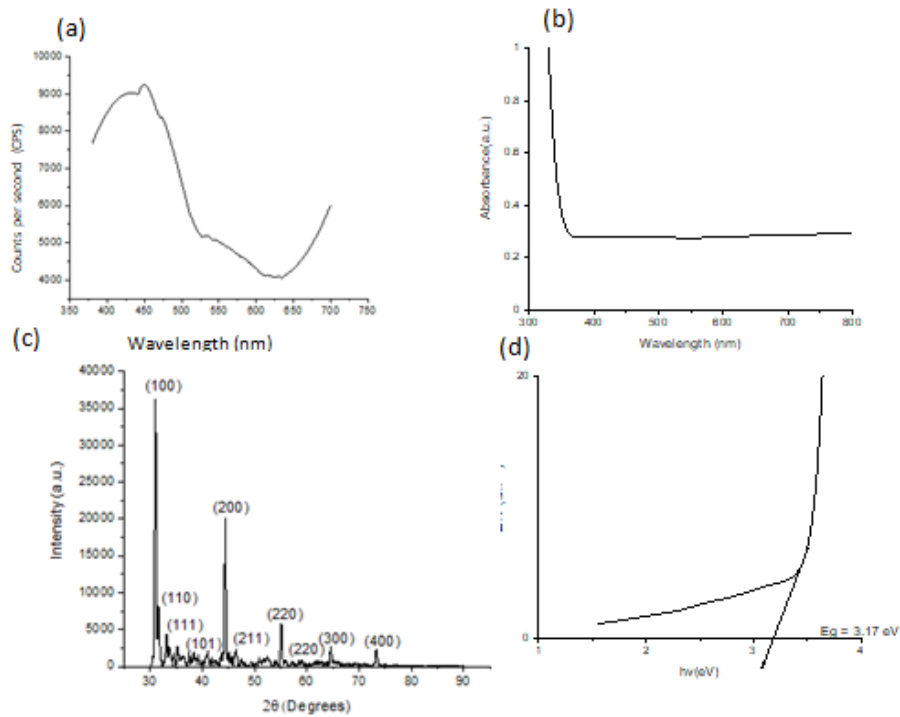 (a)
10000
9000
8000
7000
6000
5000
4000
Counts per second (CPS)
350 400 450 500 550 600 650 700 750
Wavelength (nm)
(b)
1
0.8
0.6
0.4
0.2
0
Absorbance(a.u.)
300 400 500 600 700 800
Wavelength (nm)
(c)
40000
35000
30000
25000
20000
15000
10000
5000
0
Intensity (a.u.)
(100)
(200)
(110)
(111)
(101)
(211)
(220)
(220)
(300)
(400)
30 40 50 60 70 80 90
2θ (Degrees)
(d)
20
0
Eg = 3.17 eV
1 2 3 4
hv(eV)